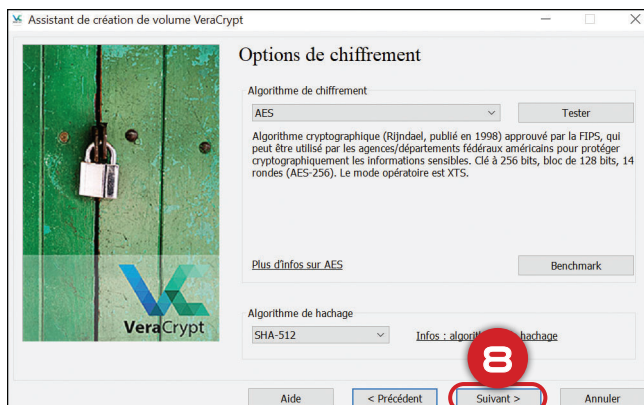 Assistant de création de volume VeraCrypt
Options de chiffrement
Algorithme de chiffrement
AES
Tester
Algorithme cryptographique (Rijndael, publié en 1998) approuvé par la FIPS, qui
peut être utilisé par les agences/départements fédéraux américains pour protéger
cryptographiquement les informations sensibles. Clé à 256 bits, bloc de 128 bits, 14
rondes (AES-256). Le mode opératoire est XTS.
Plus d'infos sur AES
Benchmark
VeraCrypt
Algorithme de hachage
SHA-512
Infos : hachage
8
Aide
< Précédent
Suivant >
Annuler